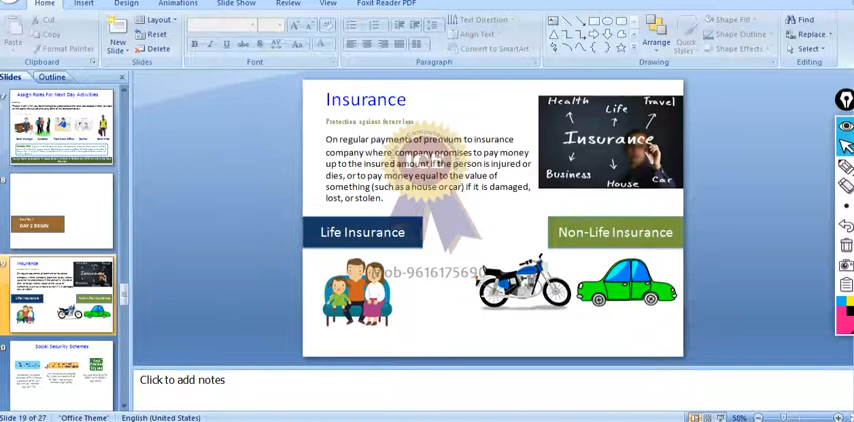 Home Insert Design Animations Slide Show Review View Foxit Reader PDF
Cut
Copy
Paste
Format Painter
Clipboard
New Slide
Layout
Reset
Delete
Slides
Font
Paragraph
Text Direction
Align Text
Convert to SmartArt
Arrange
Quick Styles
Shape Fill
Shape Outline
Shape Effects
Drawing
Find
Replace
Select
Editing
Slides Outline
Assign Roles For Next Day Activities
DAY 2 BEGIN
Insurance
Life Insurance
Non-Life Insurance
Social Security Schemes
Insurance
Protection against future loss
On regular payments of premium to insurance
company where company promises to pay money
up to the insured amount if the person is injured or
dies, or to pay money equal to the value of
something (such as a house or car) if it is damaged,
lost, or stolen.
Health Life Travel
Insurance
Business House Car
Life Insurance
Non-Life Insurance
Mob-9616175690
Click to add notes
Slide 19 of 27 "Office Theme" English (United States) 58%